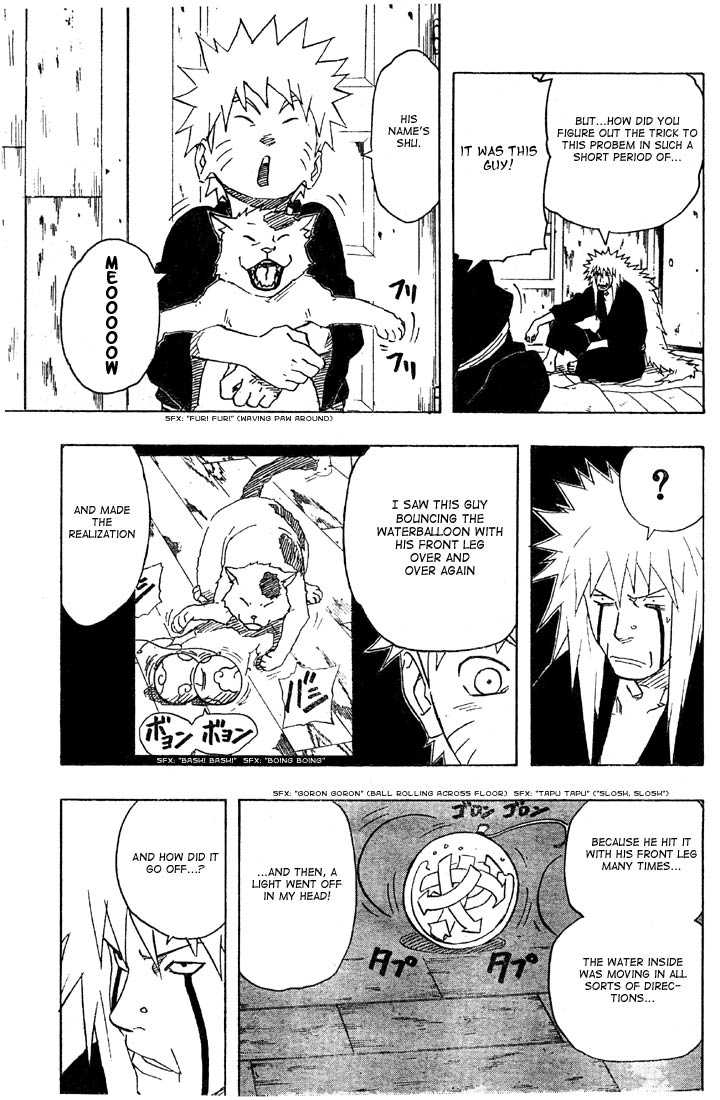 BUT...HOW DID YOU
FIGURE OUT THE TRICK TO
THIS PROBEM IN SUCH A
SHORT PERIOD OF...
IT WAS THIS
GUY!
HIS
NAME'S
SHU.
MEOOOOOW
フリ
フリ
SFX: "FURI FURI" (WAVING PAW AROUND)
?
I SAW THIS GUY
BOUNCING THE
WATERBALLOON WITH
HIS FRONT LEG
OVER AND
OVER AGAIN
AND MADE
THE
REALIZATION
バシ
バシ
ボヨン ボヨン
SFX: "BASHI BASHI" SFX: "BOING BOING"
SFX: "GORON GORON" (BALL ROLLING ACROSS FLOOR) SFX: "TAPU TAPU" ("SLOSH, SLOSH")
ゴロン ゴロン
BECAUSE HE HIT IT
WITH HIS FRONT LEG
MANY TIMES...
THE WATER INSIDE
WAS MOVING IN ALL
SORTS OF DIREC-
TIONS...
タプ
タプ
...AND THEN, A
LIGHT WENT OFF
IN MY HEAD!
AND HOW DID IT
GO OFF...?